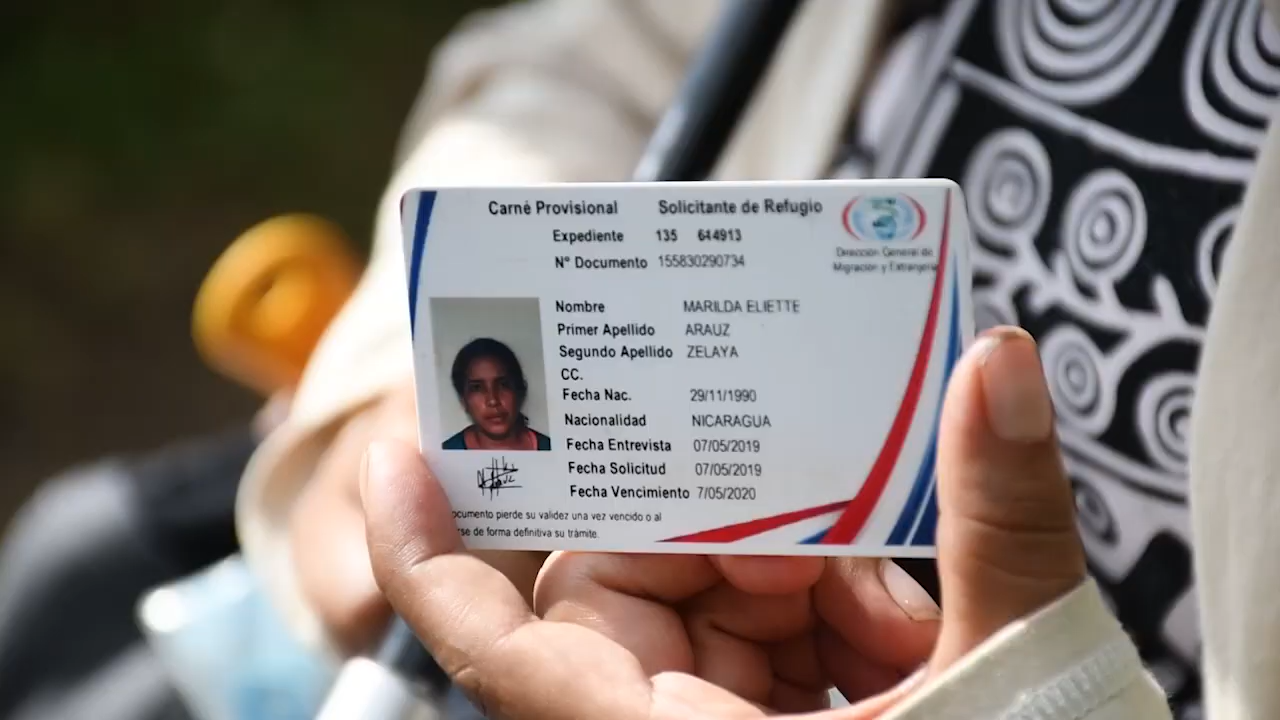 Carné Provisional Solicitante de Refugio
Expediente 135 644913
N° Documento 155830290734
Dirección General de
Migración y Extranjería
Nombre MARILDA ELIETTE
Primer Apellido ARAUZ
Segundo Apellido ZELAYA
CC.
Fecha Nac. 29/11/1990
Nacionalidad NICARAGUA
Fecha Entrevista 07/05/2019
Fecha Solicitud 07/05/2019
Fecha Vencimiento 7/05/2020
ocumento pierde su validez una vez vencido o al
rse de forma definitiva su trámite.